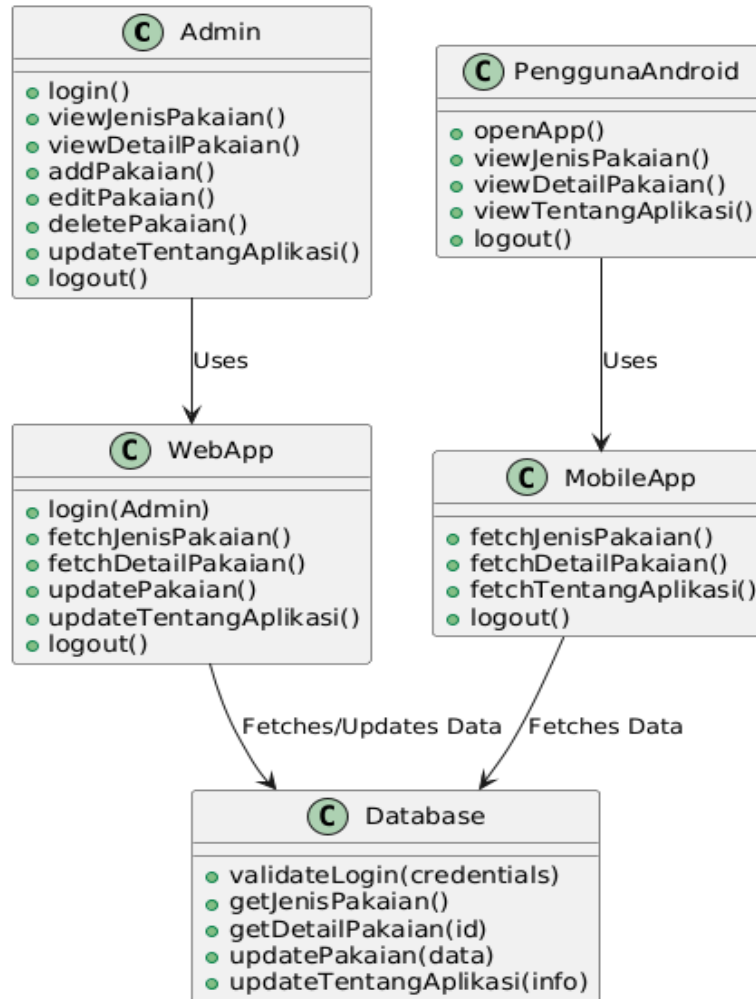 C Admin
login()
viewJenisPakaian()
viewDetailPakaian()
addPakaian()
editPakaian()
deletePakaian()
updateTentangAplikasi()
logout()
C PenggunaAndroid
openApp()
viewJenisPakaian()
viewDetailPakaian()
viewTentangAplikasi()
logout()
Uses
Uses
C WebApp
login(Admin)
fetchJenisPakaian()
fetchDetailPakaian()
updatePakaian()
updateTentangAplikasi()
logout()
C MobileApp
fetchJenisPakaian()
fetchDetailPakaian()
fetchTentangAplikasi()
logout()
Fetches/Updates Data
Fetches Data
C Database
validateLogin(credentials)
getJenisPakaian()
getDetailPakaian(id)
updatePakaian(data)
updateTentangAplikasi(info)